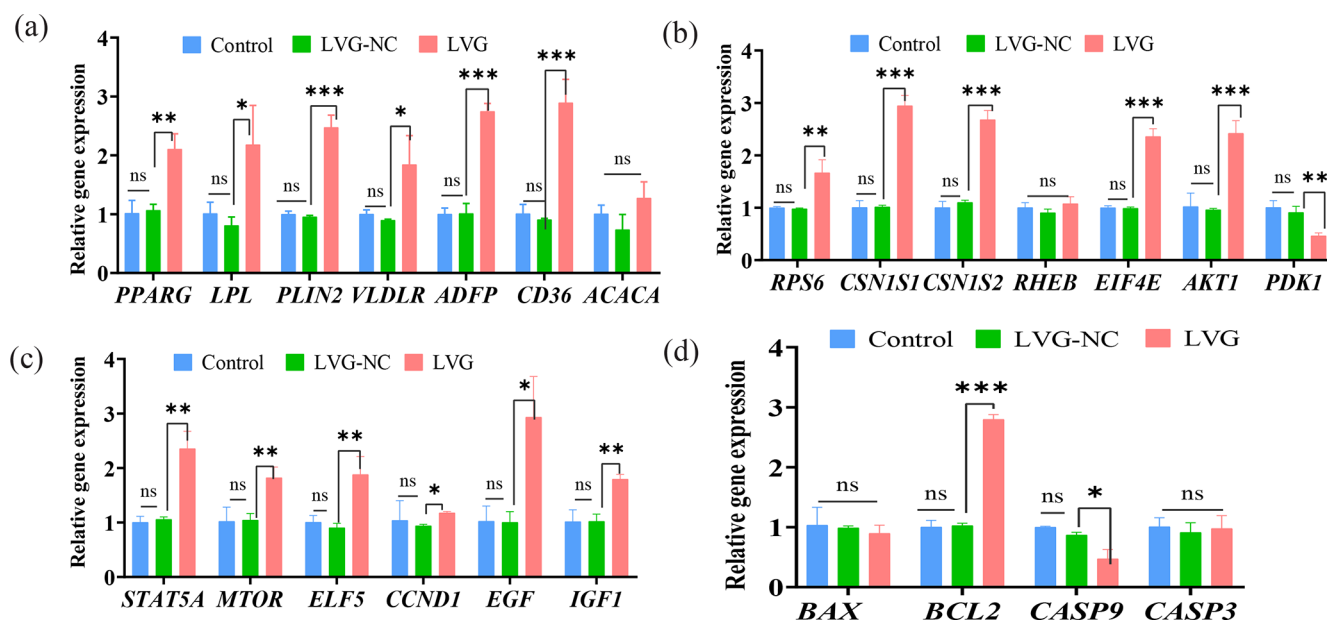 (a)
Control LVG-NC LVG
Relative gene expression
4
3
2
1
0
ns ** ns * ns *** ns * ns *** ns *** ns
PPARG LPL PLIN2 VLDLR ADFP CD36 ACACA
(b)
Control LVG-NC LVG
Relative gene expression
4
3
2
1
0
ns ** ns *** ns *** ns ns *** ns *** ns **
RPS6 CSN1S1 CSN1S2 RHEB EIF4E AKT1 PDK1
(c)
Control LVG-NC LVG
Relative gene expression
4
3
2
1
0
ns ** ns ** ns ** ns * ns * ns **
STAT5A MTOR ELF5 CCND1 EGF IGF1
(d)
Control LVG-NC LVG
Relative gene expression
4
3
2
1
0
ns ns *** ns * ns
BAX BCL2 CASP9 CASP3